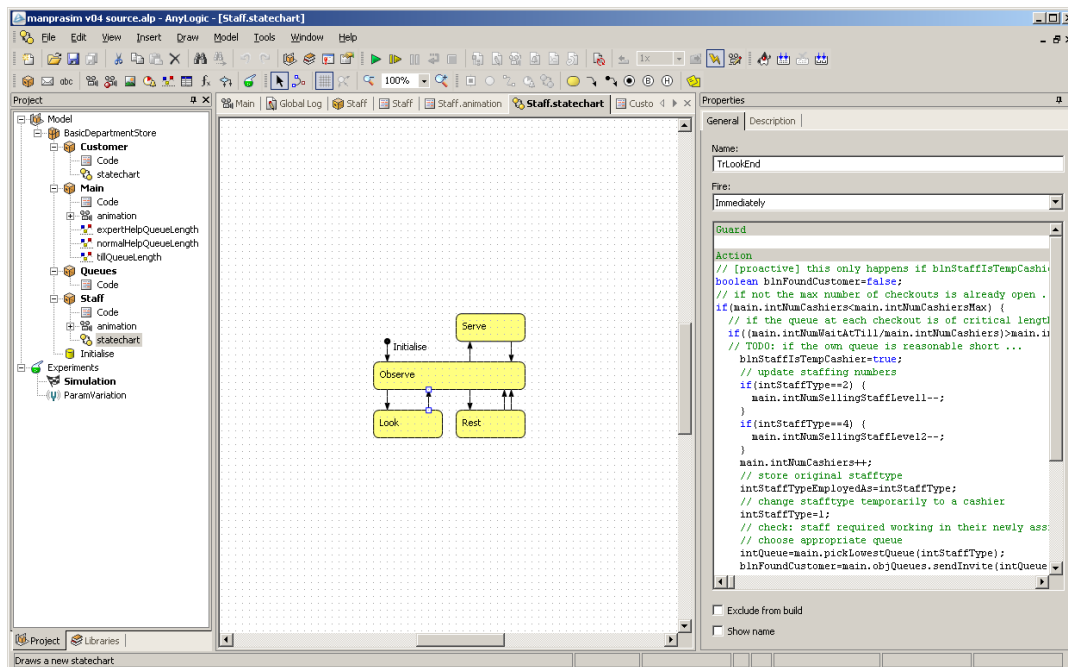 manprasim v04 source.alp - AnyLogic - [Staff.statechart]
File Edit View Insert Draw Model Tools Window Help
1x
abc
100%
B H
Project
Main Global Log Staff Staff Staff.animation Staff.statechart Custo
Properties
Model
BasicDepartmentStore
Customer
Code
statechart
Main
Code
animation
expertHelpQueueLength
normalHelpQueueLength
tillQueueLength
Queues
Code
Staff
Code
animation
statechart
Initialise
Experiments
Simulation
ParamVariation
Project Libraries
Draws a new statechart
Serve
Initialise
Observe
Look
Rest
General Description
Name:
TrLookEnd
Fire:
Immediately
Guard
Action
// [proactive] this only happens if blnStaffIsTempCashie
boolean blnFoundCustomer=false;
// if not the max number of checkouts is already open .
if(main.intNumCashiers<main.intNumCashiersMax) {
// if the queue at each checkout is of critical lengt
if((main.intNumWaitAtTill/main.intNumCashiers)>main.i
// TODO: if the own queue is reasonable short ...
blnStaffIsTempCashier=true;
// update staffing numbers
if(intStaffType==2) {
main.intNumSellingStaffLevel1--;
}
if(intStaffType==4) {
main.intNumSellingStaffLevel2--;
}
main.intNumCashiers++;
// store original stafftype
intStaffTypeEmployedAs=intStaffType;
// change stafftype temporarily to a cashier
intStaffType=1;
// check: staff required working in their newly ass
// choose appropriate queue
intQueue=main.pickLowestQueue(intStaffType);
blnFoundCustomer=main.objQueues.sendInvite(intQueue
Exclude from build
Show name